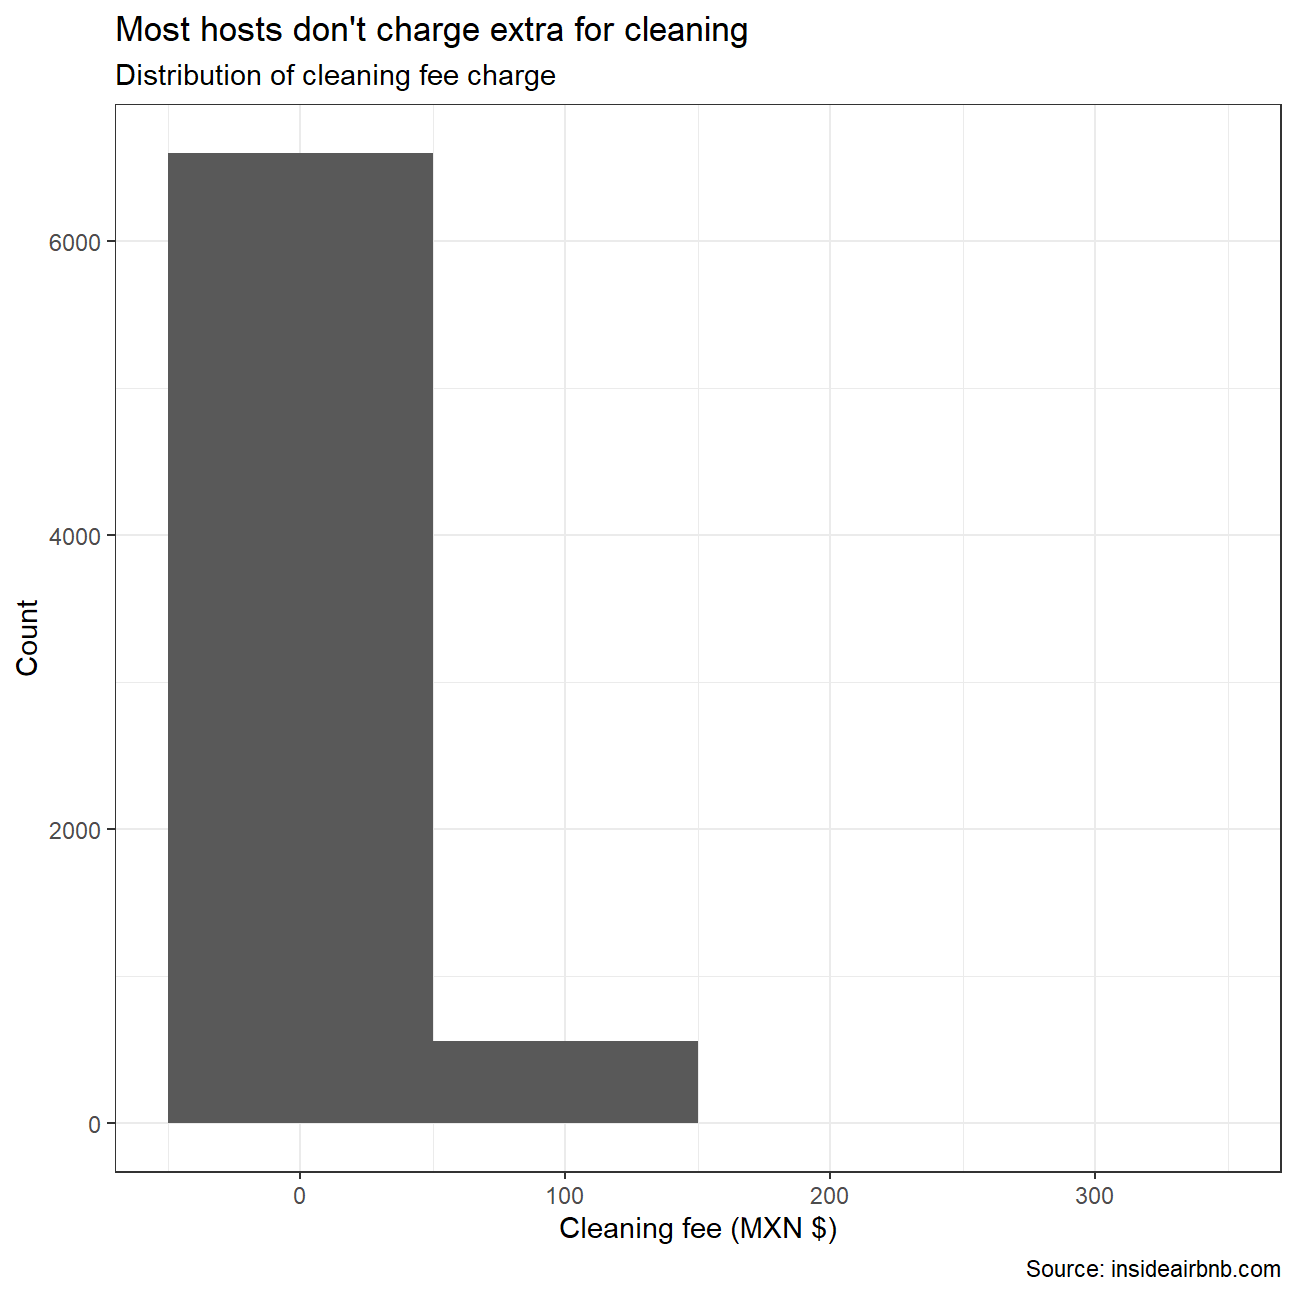 Most hosts don't charge extra for cleaning
Distribution of cleaning fee charge
6000
4000
2000
0
Count
0 100 200 300
Cleaning fee (MXN $)
Source: insideairbnb.com